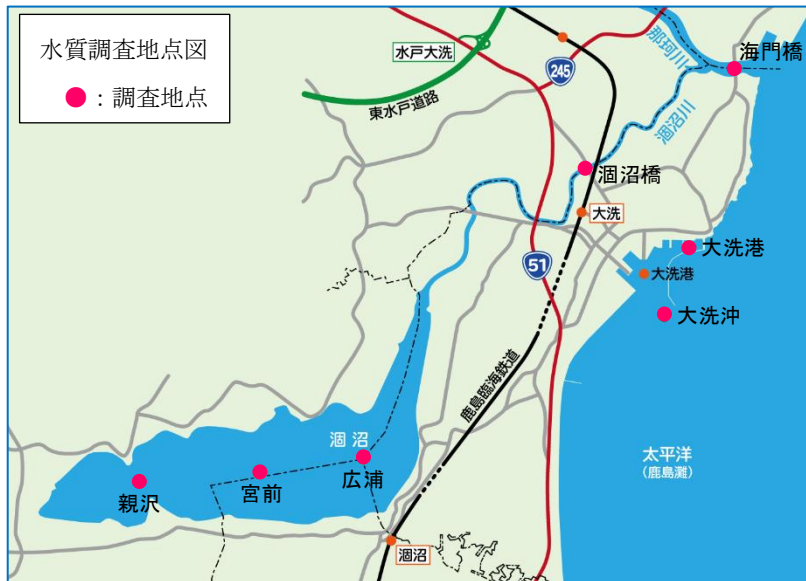 水質調査地点図
●：調査地点
水戸大洗
東水戸道路
245
那珂川
海門橋
涸沼川
涸沼橋
大洗
51
大洗港
大洗港
大洗沖
鹿島臨海鉄道
太平洋
（鹿島灘）
涸沼
広浦
宮前
親沢
涸沼